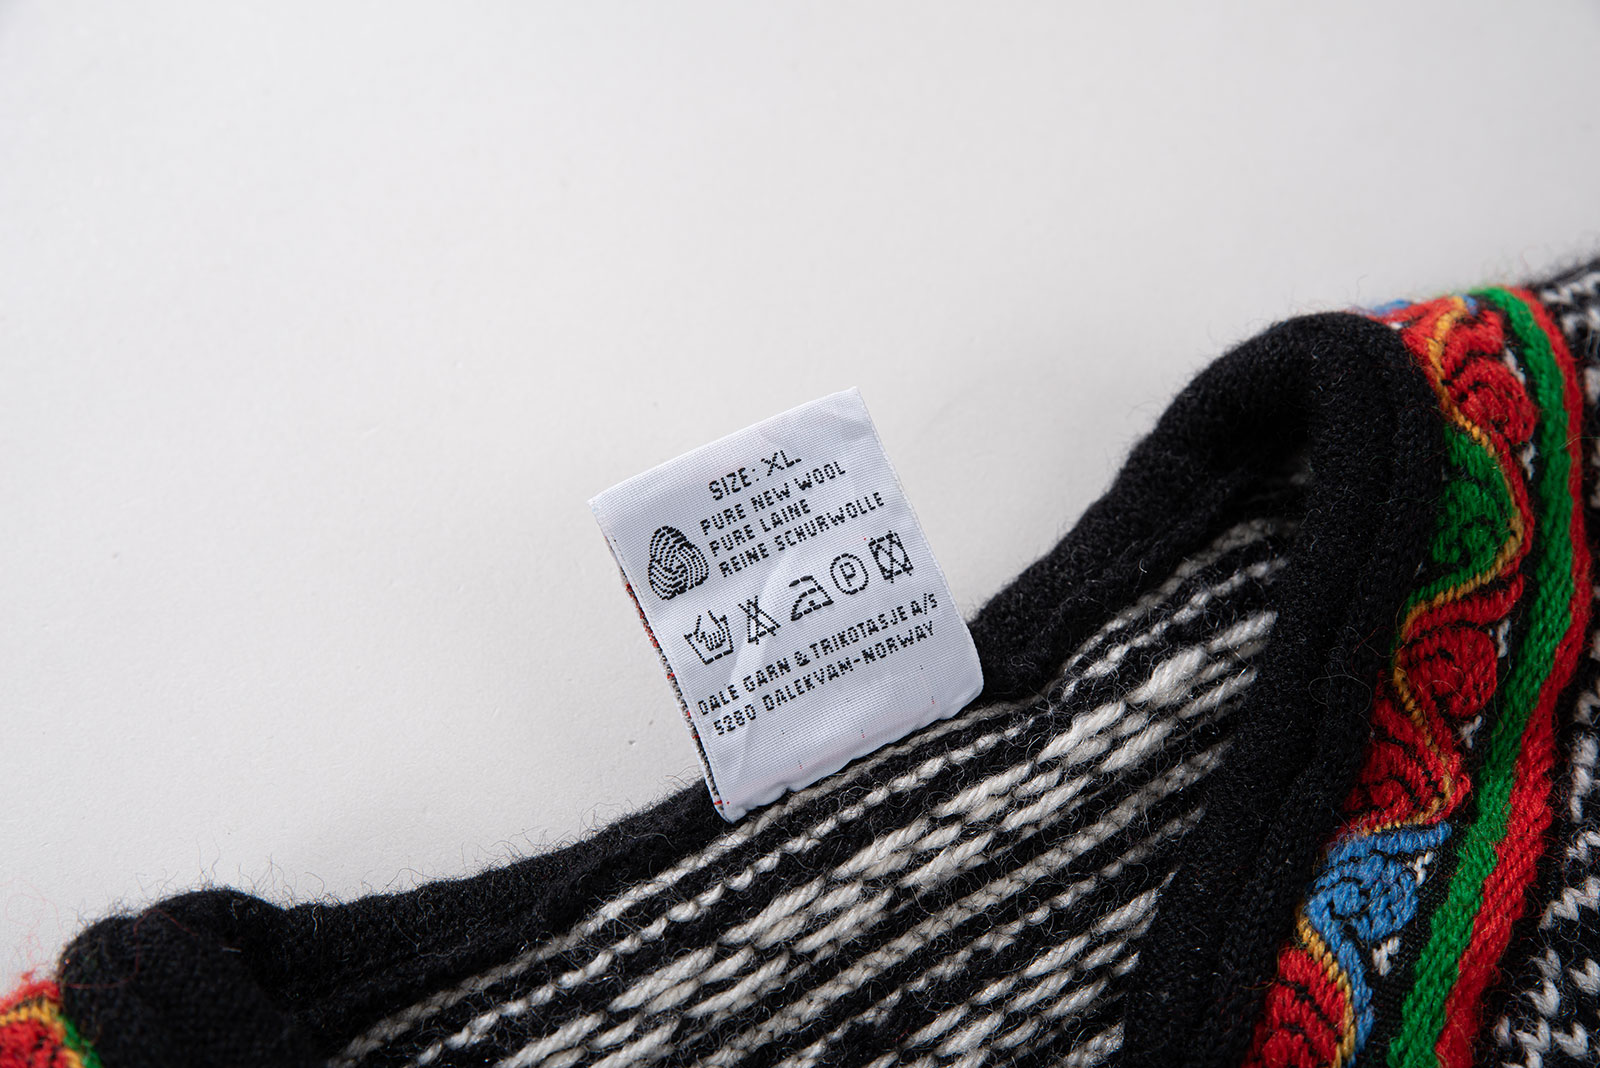 SIZE: XL
PURE NEW WOOL
PURE LAINE
REINE SCHURWOLLE
P
DALE GARN & TRIKOTASJE A/S
5280 DALEKVAM-NORWAY